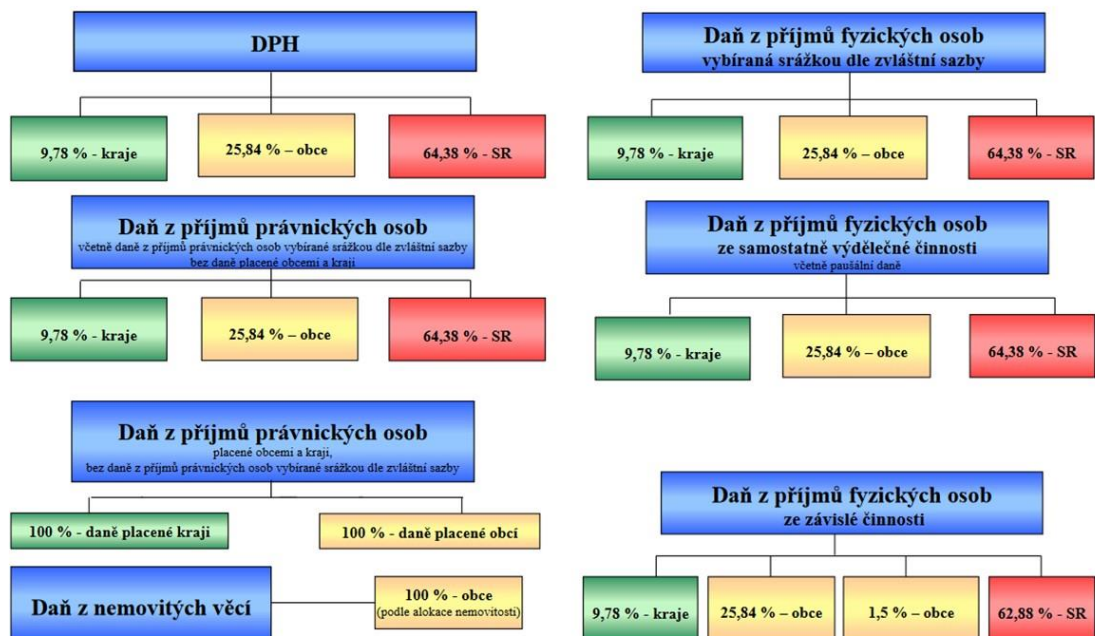 DPH
9,78 % - kraje
25,84 % – obce
64,38 % - SR
Daň z příjmů fyzických osob
vybíraná srážkou dle zvláštní sazby
9,78 % - kraje
25,84 % – obce
64,38 % - SR
Daň z příjmů právnických osob
včetně daně z příjmů právnických osob vybírané srážkou dle zvláštní sazby
bez daně placené obcemi a kraji
9,78 % - kraje
25,84 % – obce
64,38 % - SR
Daň z příjmů fyzických osob
ze samostatně výdělečné činnosti
včetně paušální daně
9,78 % - kraje
25,84 % – obce
64,38 % - SR
Daň z příjmů právnických osob
placené obcemi a kraji,
bez daně z příjmů právnických osob vybírané srážkou dle zvláštní sazby
100 % - daně placené kraji
100 % - daně placené obcí
Daň z nemovitých věcí
100 % - obce
(podle alokace nemovitosti)
Daň z příjmů fyzických osob
ze závislé činnosti
9,78 % - kraje
25,84 % – obce
1,5 % – obce
62,88 % - SR